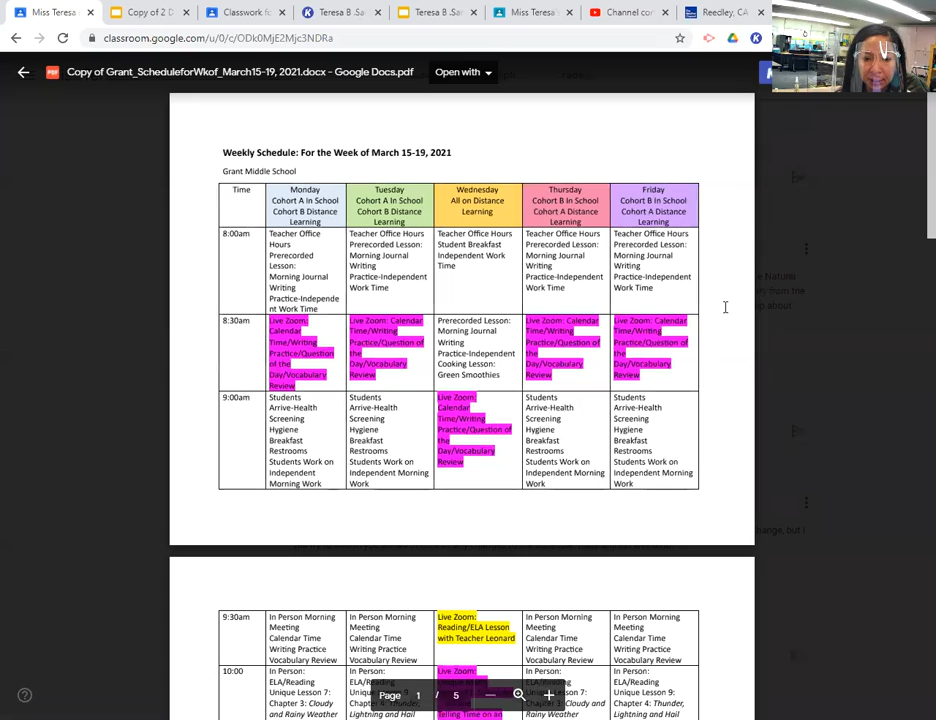 Miss Teresa
Copy of 2 D
Classwork fo
Teresa B .Sa
Teresa B .Sar
Miss Teresa'
Channel con
Reedley, CA
classroom.google.com/u/0/c/ODk0MjE2Mjc3NDRa
Copy of Grant_ScheduleforWkof_March15-19, 2021.docx - Google Docs.pdf
Open with
Weekly Schedule: For the Week of March 15-19, 2021
Grant Middle School
Time
Monday
Cohort A In School
Cohort B Distance
Learning
Tuesday
Cohort A In School
Cohort B Distance
Learning
Wednesday
All on Distance
Learning
Thursday
Cohort B In School
Cohort A Distance
Learning
Friday
Cohort B In School
Cohort A Distance
Learning
8:00am
Teacher Office
Hours
Prerecorded
Lesson:
Morning Journal
Writing
Practice-Independe
nt Work Time
Teacher Office Hours
Prerecorded Lesson:
Morning Journal
Writing
Practice-Independent
Work Time
Teacher Office Hours
Student Breakfast
Independent Work
Time
Teacher Office Hours
Prerecorded Lesson:
Morning Journal
Writing
Practice-Independent
Work Time
Teacher Office Hours
Prerecorded Lesson:
Morning Journal
Writing
Practice-Independent
Work Time
8:30am
Live Zoom:
Calendar
Time/Writing
Practice/Question
of the
Day/Vocabulary
Review
Live Zoom: Calendar
Time/Writing
Practice/Question of
the
Day/Vocabulary
Review
Prerecorded Lesson:
Morning Journal
Writing
Practice-Independent
Cooking Lesson:
Green Smoothies
Live Zoom: Calendar
Time/Writing
Practice/Question of
the
Day/Vocabulary
Review
Live Zoom: Calendar
Time/Writing
Practice/Question of
the
Day/Vocabulary
Review
9:00am
Students
Arrive-Health
Screening
Hygiene
Breakfast
Restrooms
Students Work on
Independent
Morning Work
Students
Arrive-Health
Screening
Hygiene
Breakfast
Restrooms
Students Work on
Independent Morning
Work
Live Zoom:
Calendar
Time/Writing
Practice/Question of
the
Day/Vocabulary
Review
Students
Arrive-Health
Screening
Hygiene
Breakfast
Restrooms
Students Work on
Independent Morning
Work
Students
Arrive-Health
Screening
Hygiene
Breakfast
Restrooms
Students Work on
Independent Morning
Work
9:30am
In Person Morning
Meeting
Calendar Time
Writing Practice
Vocabulary Review
In Person Morning
Meeting
Calendar Time
Writing Practice
Vocabulary Review
Live Zoom:
Reading/ELA Lesson
with Teacher Leonard
In Person Morning
Meeting
Calendar Time
Writing Practice
Vocabulary Review
In Person Morning
Meeting
Calendar Time
Writing Practice
Vocabulary Review
10:00
In Person:
ELA/Reading
Unique Lesson 7:
Chapter 3: Cloudy
and Rainy Weather
In Person:
ELA/Reading
Unique Lesson 9
Chapter 4: Thunder,
Lightning and Hail
Live Zoom:
Telling Time on an
In Person:
ELA/Reading
Unique Lesson 7:
Chapter 3: Cloudy and
Rainy Weather
In Person:
ELA/Reading
Unique Lesson 9:
Chapter 4: Thunder,
Lightning and Hail
Page 1 / 5